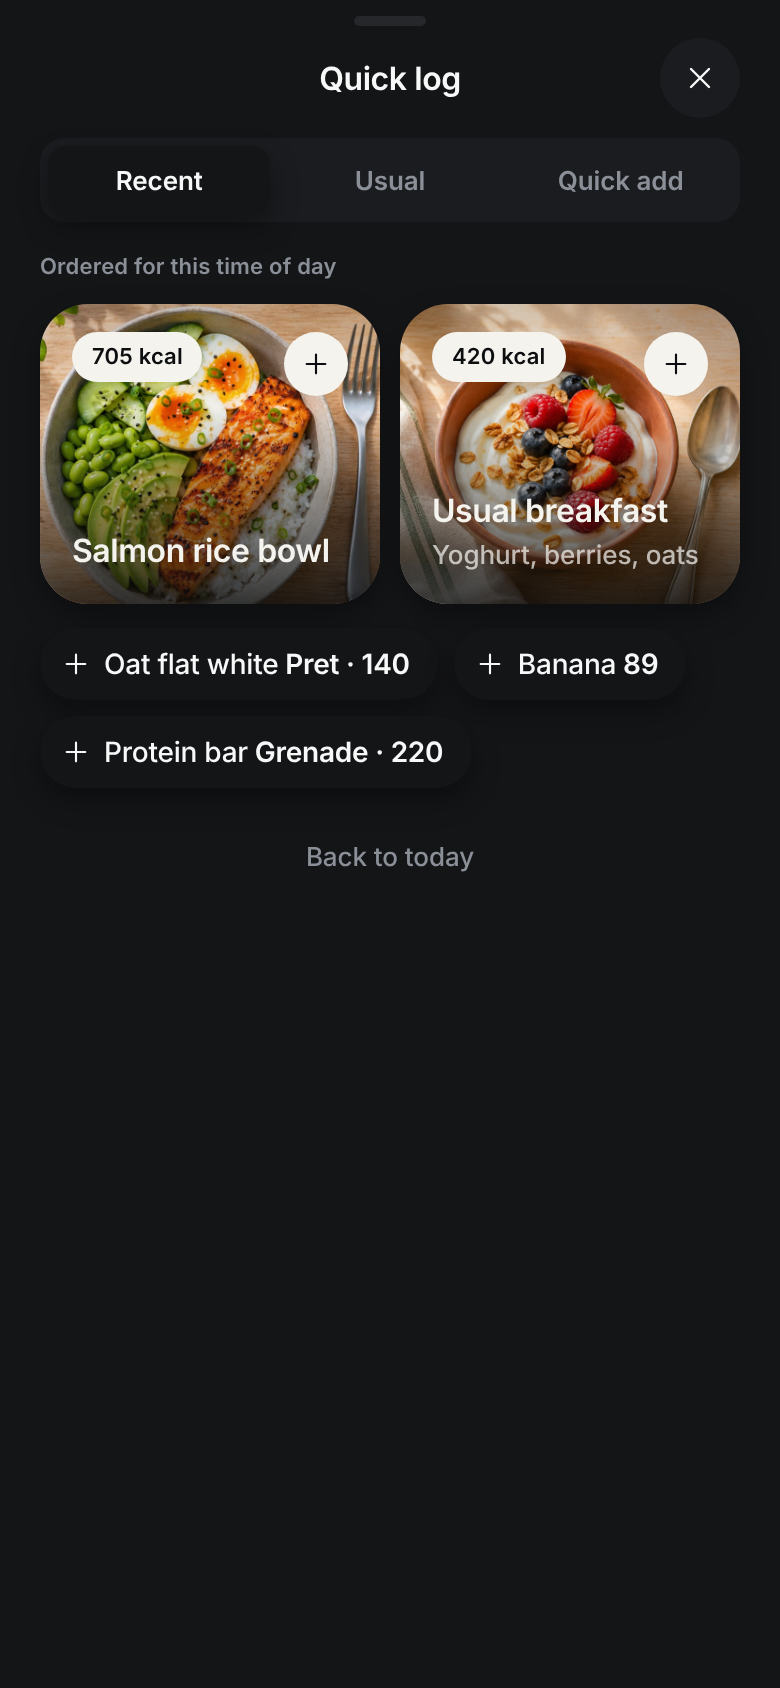 Quick log
Recent
Usual
Quick add
Ordered for this time of day
705 kcal
Salmon rice bowl
420 kcal
Usual breakfast
Yoghurt, berries, oats
Oat flat white Pret · 140
Banana 89
Protein bar Grenade · 220
Back to today